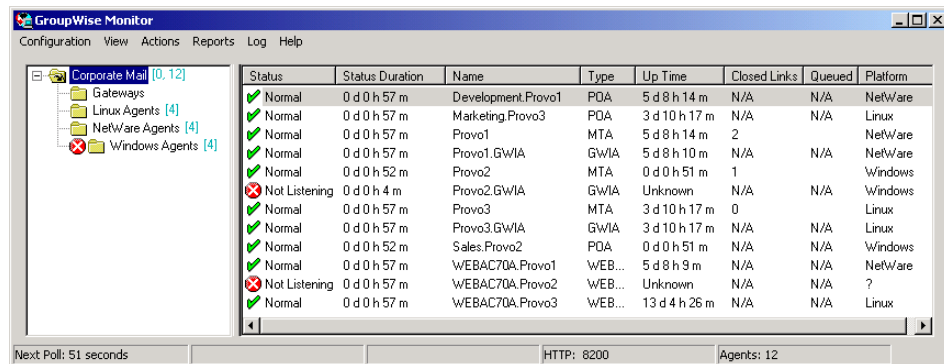 GroupWise Monitor
Configuration View Actions Reports Log Help
Corporate Mail [0, 12]
Gateways
Linux Agents [4]
NetWare Agents [4]
Windows Agents [4]
Status Status Duration Name Type Up Time Closed Links Queued Platform
Normal 0 d 0 h 57 m Development.Provo1 POA 5 d 8 h 14 m N/A N/A NetWare
Normal 0 d 0 h 57 m Marketing.Provo3 POA 3 d 10 h 17 m N/A N/A Linux
Normal 0 d 0 h 57 m Provo1 MTA 5 d 8 h 14 m 2 NetWare
Normal 0 d 0 h 57 m Provo1.GWIA GWIA 5 d 8 h 10 m N/A N/A NetWare
Normal 0 d 0 h 52 m Provo2 MTA 0 d 0 h 51 m 1 Windows
Not Listening 0 d 0 h 4 m Provo2.GWIA GWIA Unknown N/A N/A Windows
Normal 0 d 0 h 57 m Provo3 MTA 3 d 10 h 17 m 0 Linux
Normal 0 d 0 h 57 m Provo3.GWIA GWIA 3 d 10 h 17 m N/A N/A Linux
Normal 0 d 0 h 52 m Sales.Provo2 POA 0 d 0 h 51 m N/A N/A Windows
Normal 0 d 0 h 57 m WEBAC70A.Provo1 WEB... 5 d 8 h 9 m N/A N/A NetWare
Not Listening 0 d 0 h 57 m WEBAC70A.Provo2 WEB... Unknown N/A N/A ?
Normal 0 d 0 h 57 m WEBAC70A.Provo3 WEB... 13 d 4 h 26 m N/A N/A Linux
Next Poll: 51 seconds HTTP: 8200 Agents: 12